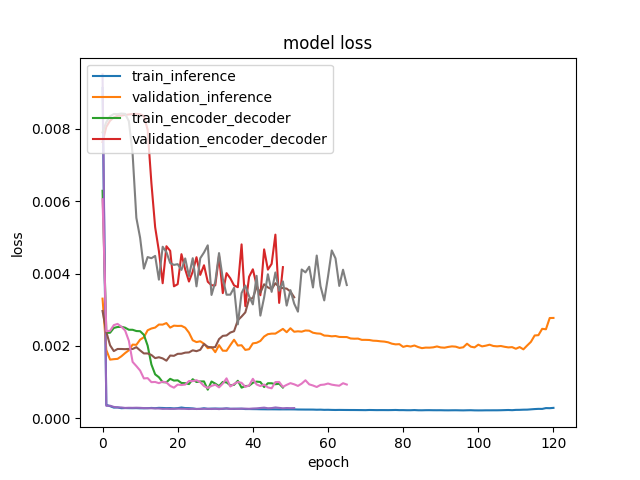 model loss
train_inference
validation_inference
train_encoder_decoder
validation_encoder_decoder
0.008
0.006
0.004
0.002
0.000
loss
0 20 40 60 80 100 120
epoch